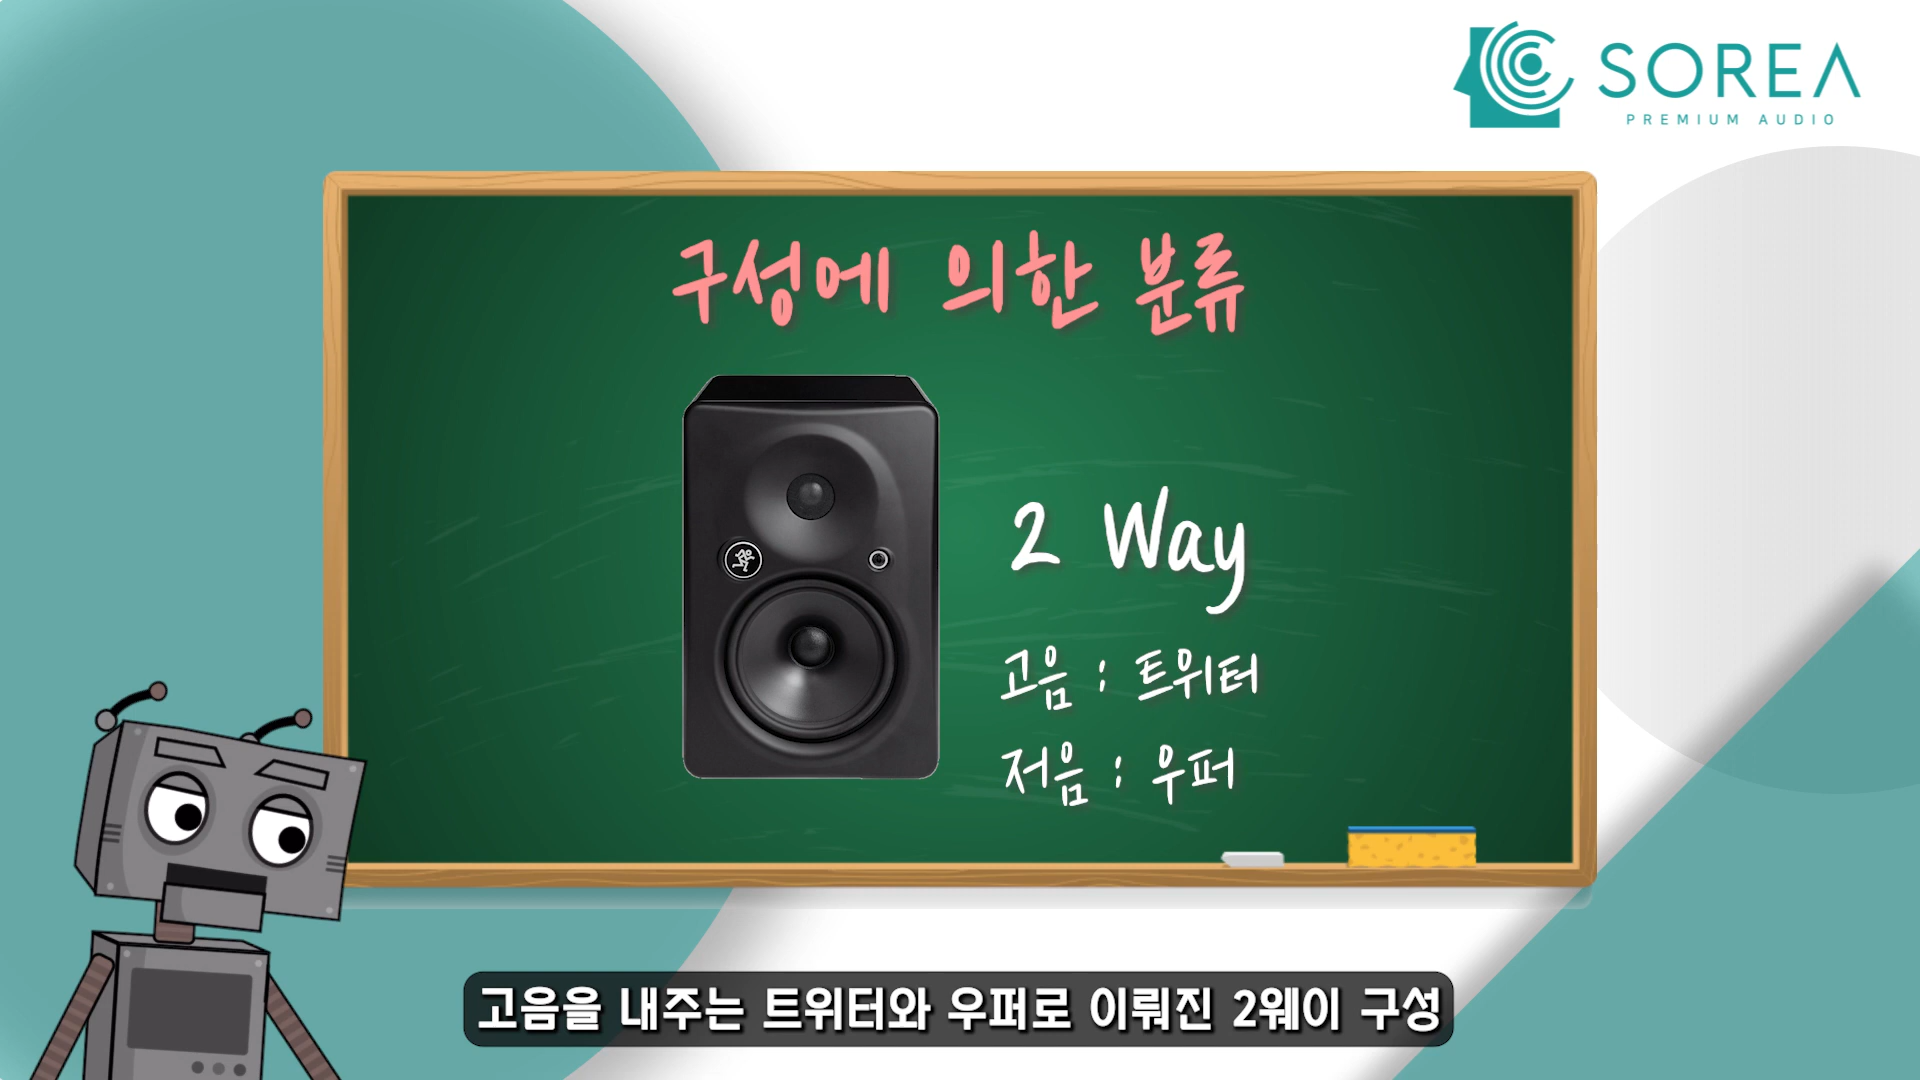 SOREA
PREMIUM AUDIO
구성에 의한 분류
2 Way
고음 : 트위터
저음 : 우퍼
고음을 내주는 트위터와 우퍼로 이뤄진 2웨이 구성